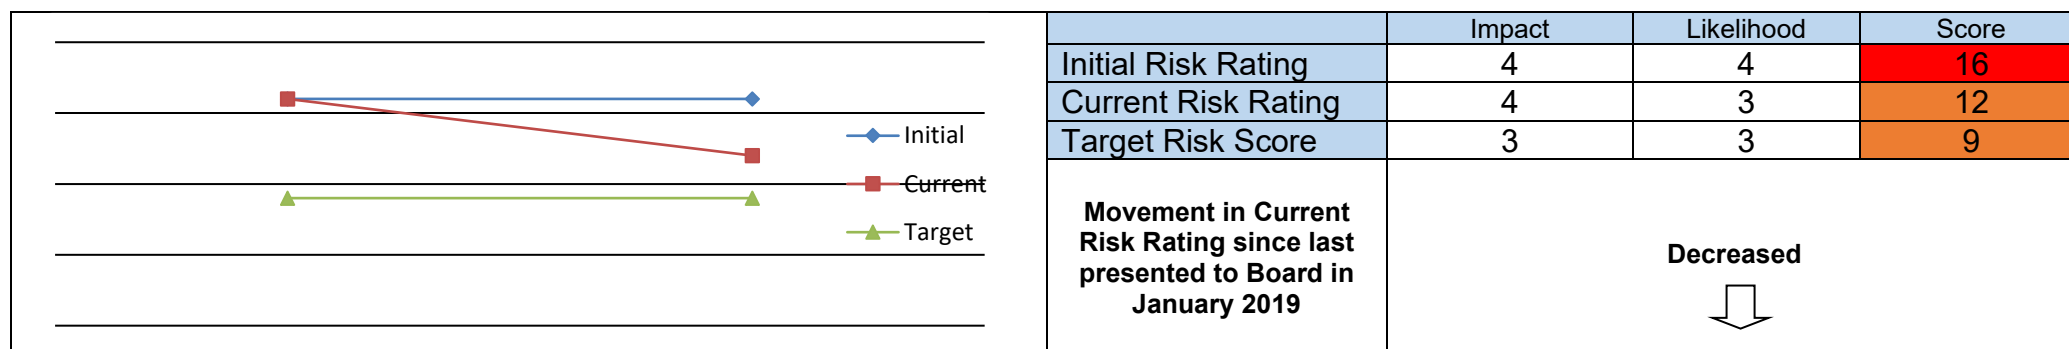 Initial
Current
Target
Impact Likelihood Score
Initial Risk Rating 4 4 16
Current Risk Rating 4 3 12
Target Risk Score 3 3 9
Movement in Current
Risk Rating since last
presented to Board in
January 2019
Decreased